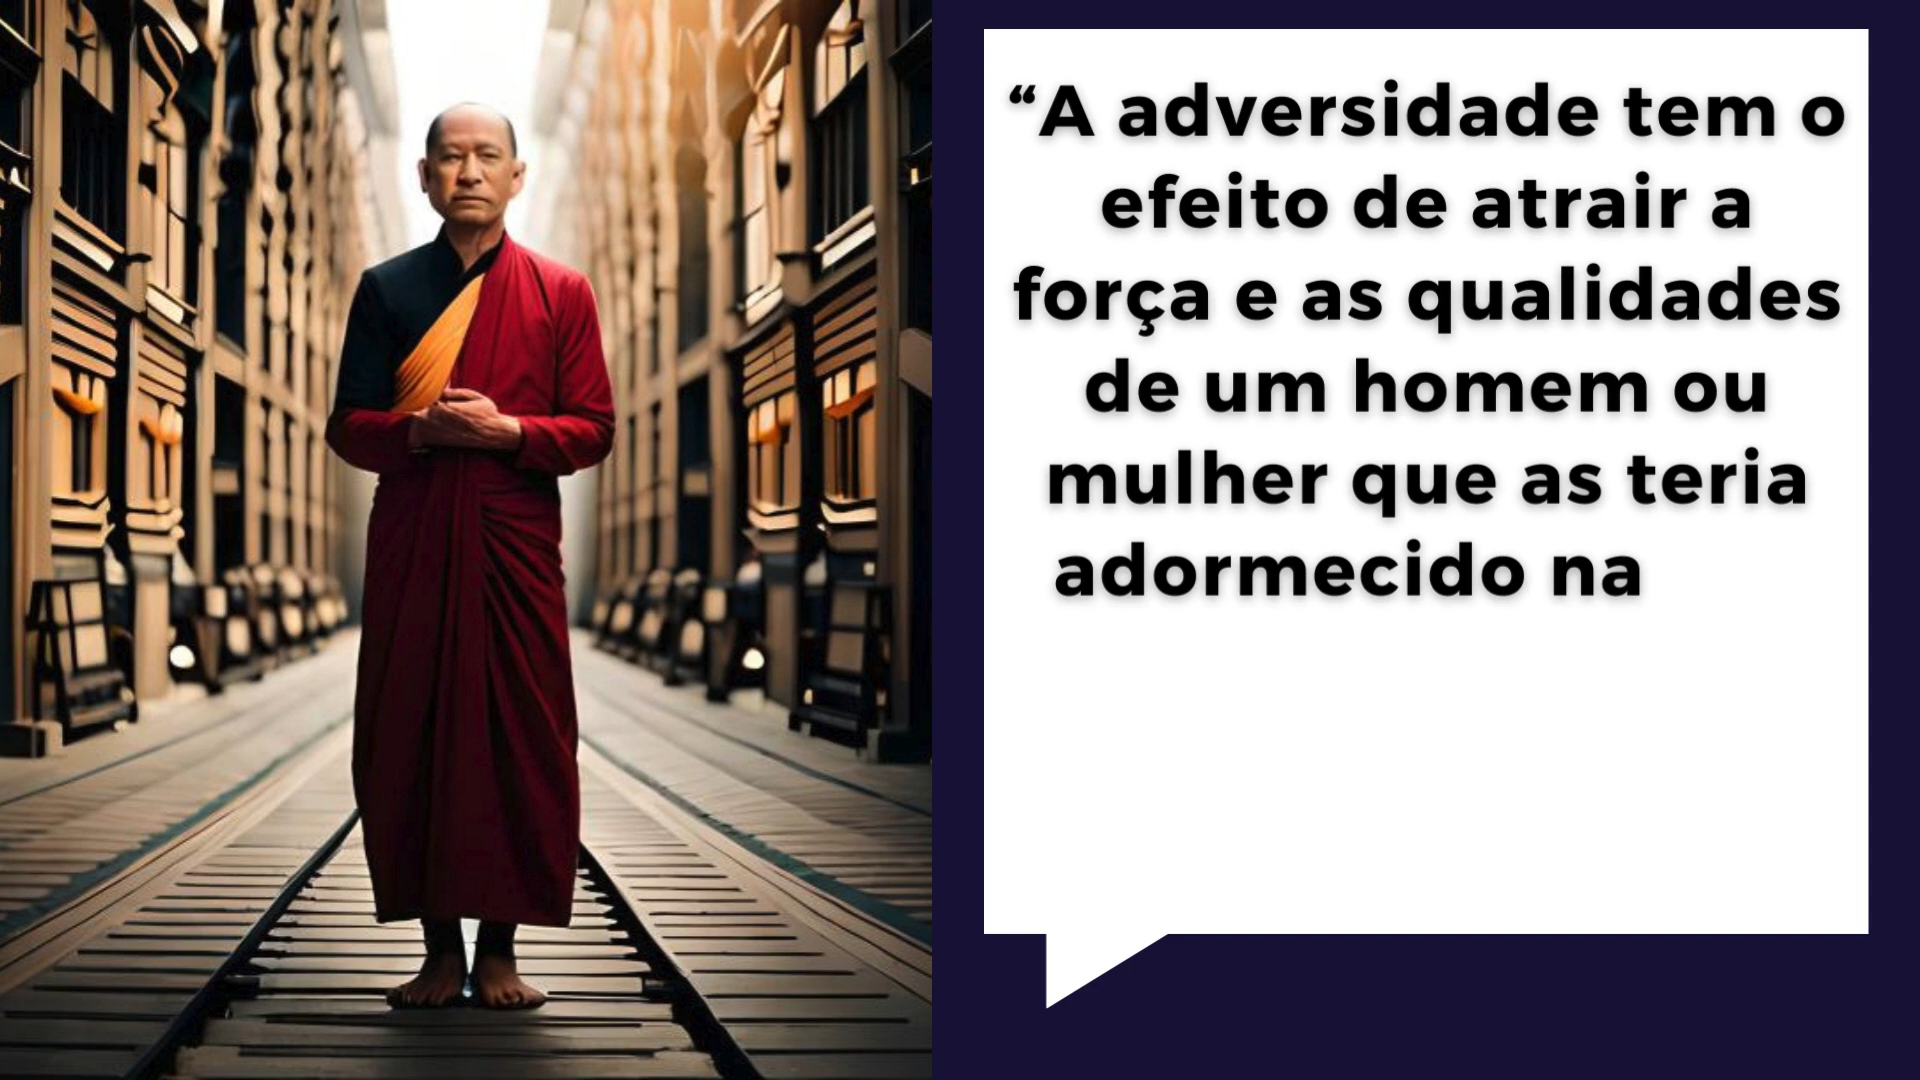 “A adversidade tem o
efeito de atrair a
força e as qualidades
de um homem ou
mulher que as teria
adormecido na